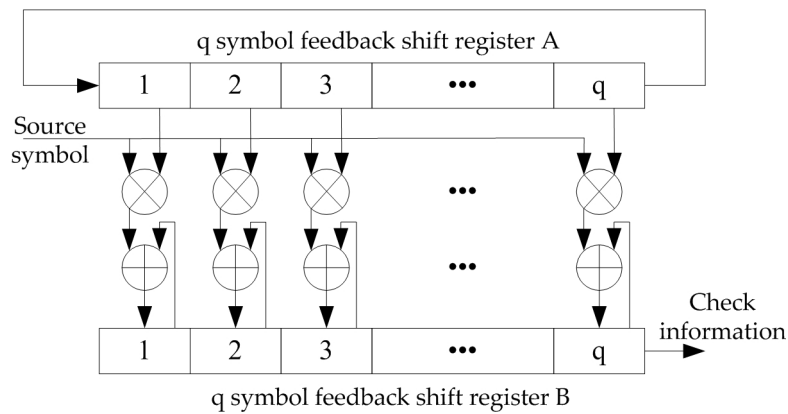 q symbol feedback shift register A
1 2 3 ••• q
Source
symbol
•••
•••
Check
information
1 2 3 ••• q
q symbol feedback shift register B